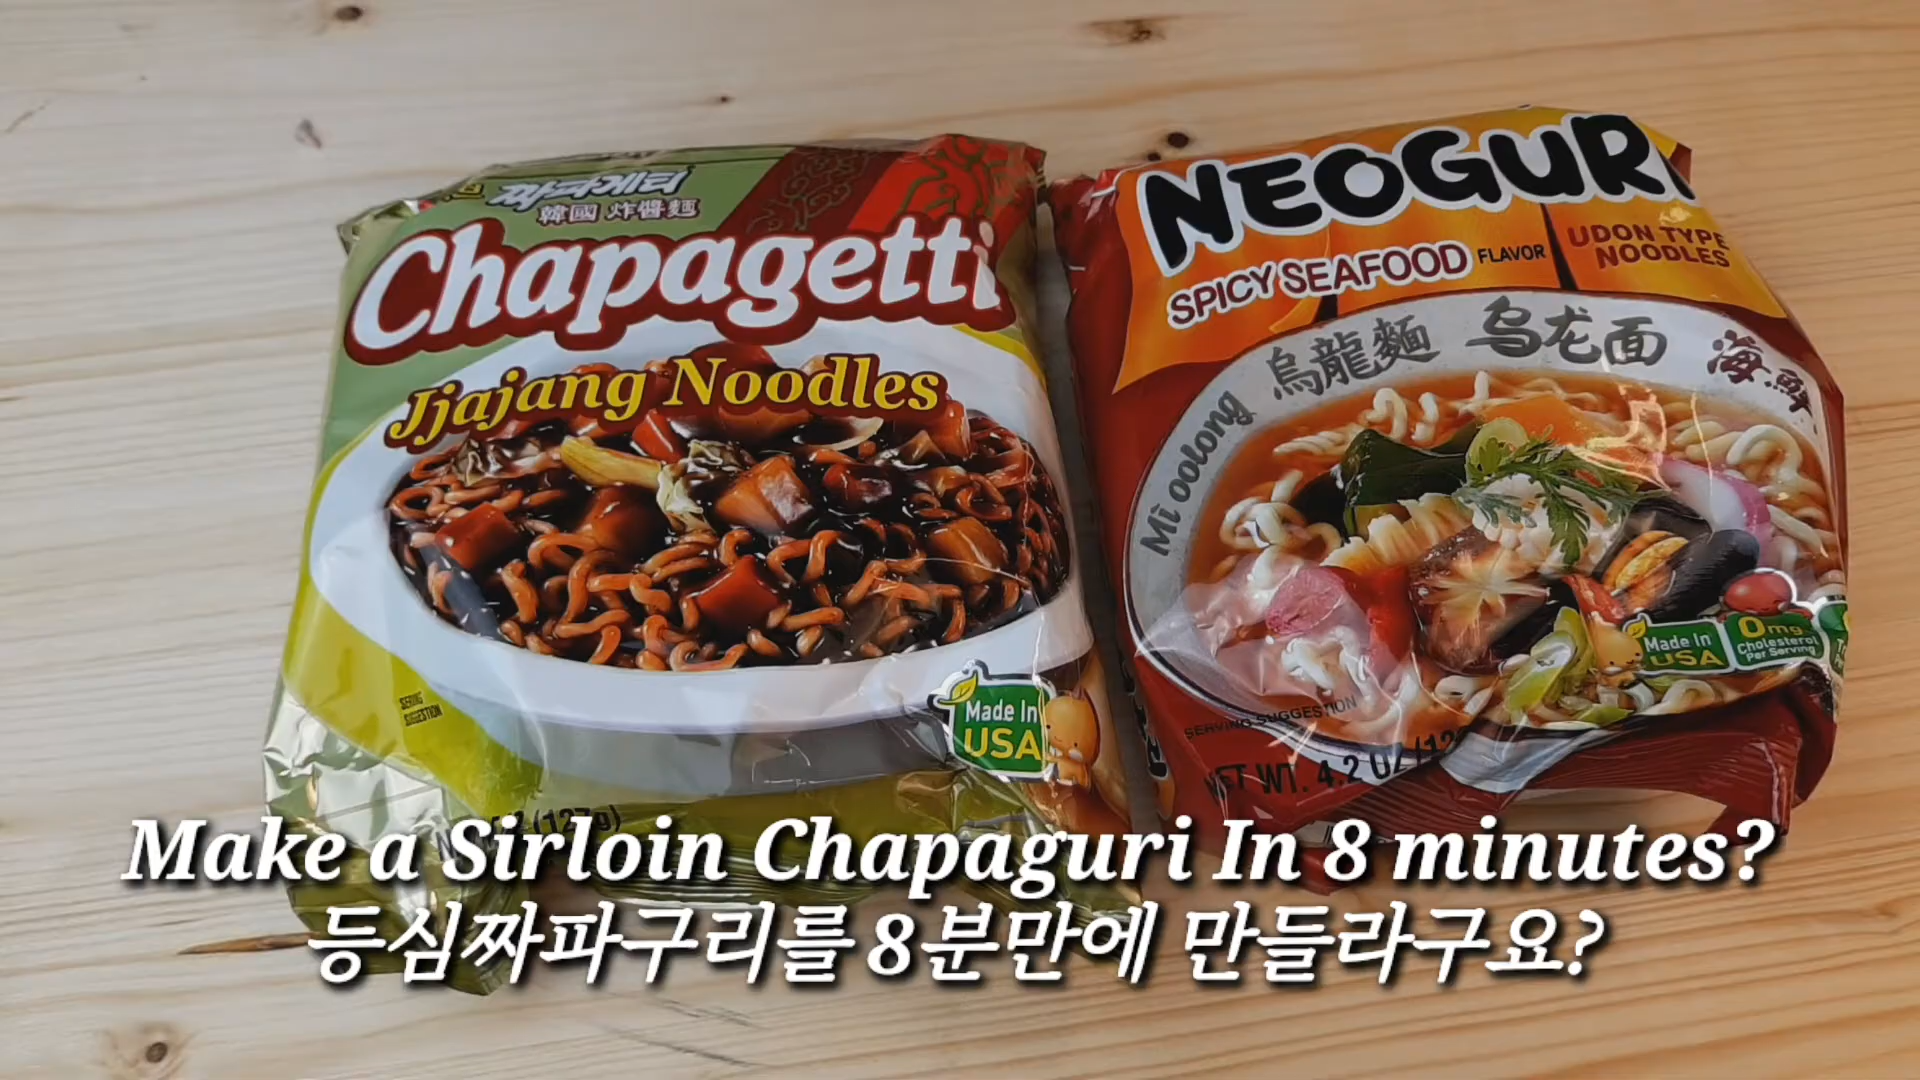 짜파게티
韓國 炸醬麵
Chapagetti
Jjajang Noodles
SERVING
SUGGESTION
Made In
USA
(127g)
NEOGURI
SPICY SEAFOOD FLAVOR
UDON TYPE
NOODLES
Mì oolong 烏龍麵 乌龙面 海鮮
Made In
USA
0mg
Cholesterol
Per Serving
SERVING SUGGESTION
NET WT. 4.2 OZ
Make a Sirloin Chapaguri In 8 minutes?
등심짜파구리를 8분만에 만들라구요?